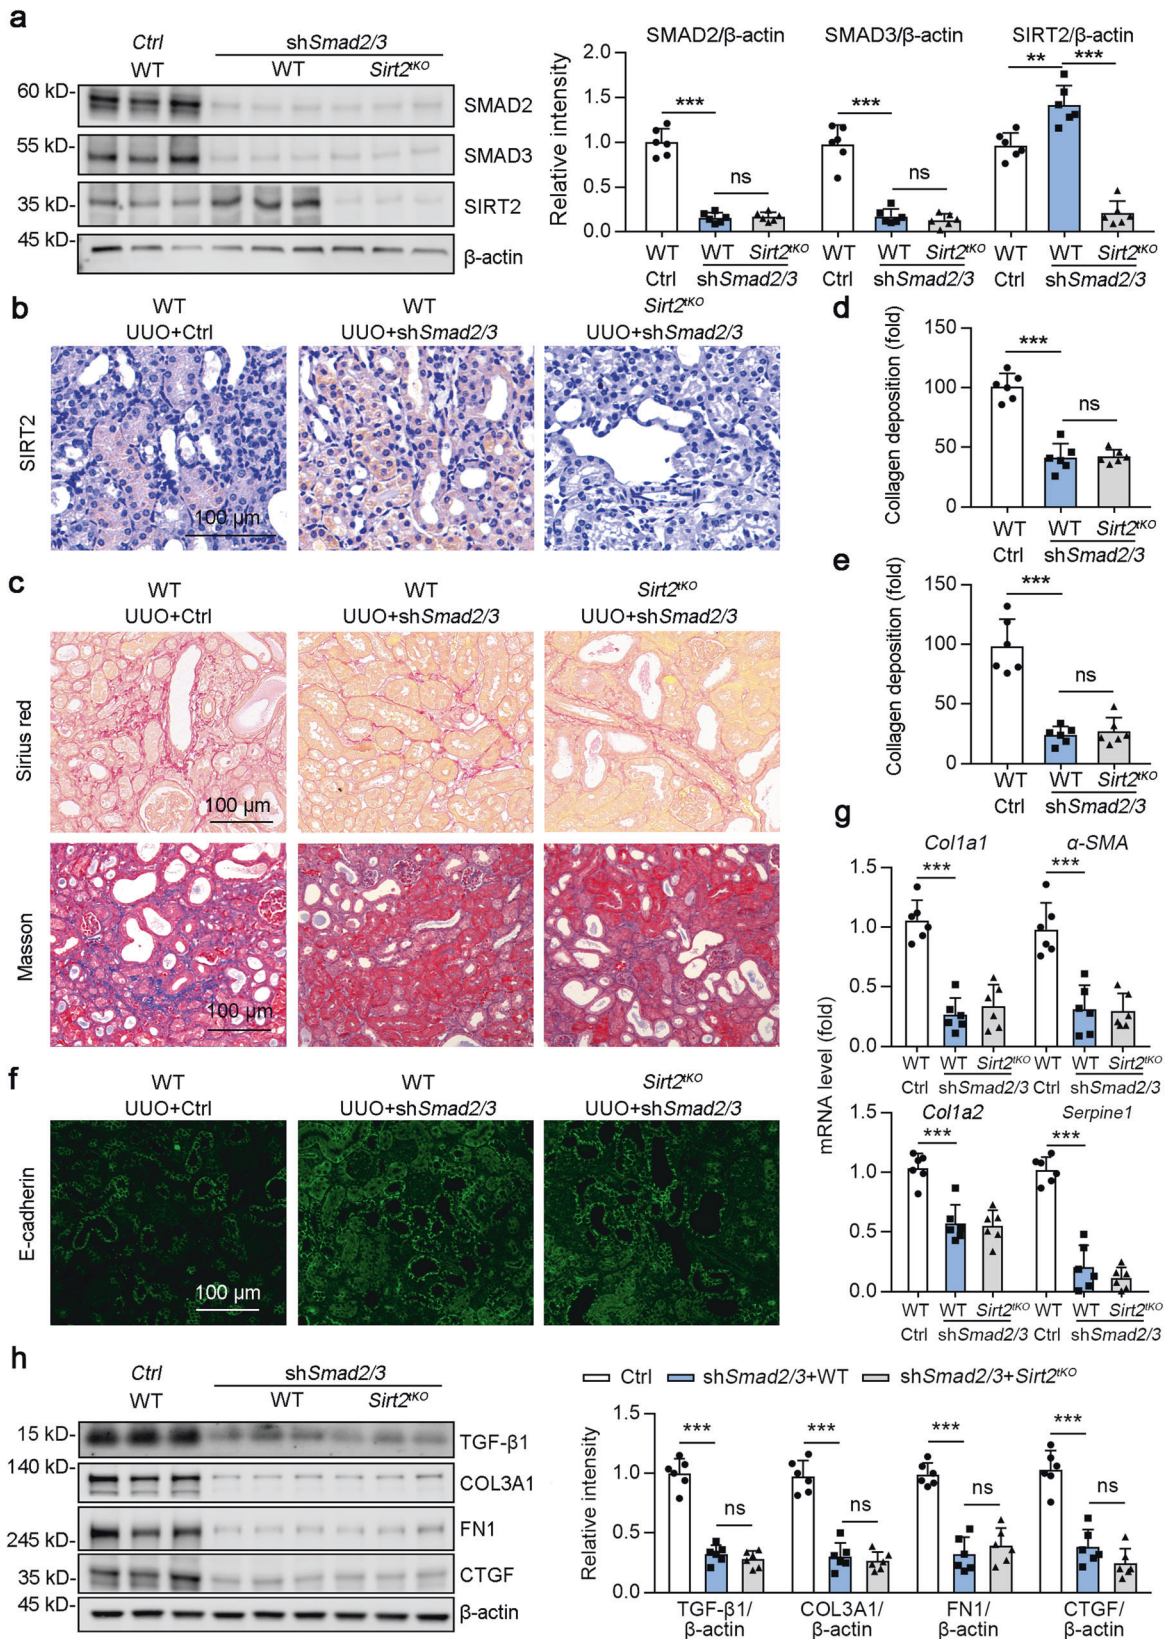 a
Ctrl
shSmad2/3
WT
WT
Sirt2tKO
60 kD-
SMAD2
55 kD-
SMAD3
35 kD-
SIRT2
45 kD-
β-actin
SMAD2/β-actin
SMAD3/β-actin
SIRT2/β-actin
Relative intensity
2.0
1.5
1.0
0.5
0.0
***
ns
***
ns
**
***
WT WT Sirt2tKO WT WT Sirt2tKO WT WT Sirt2tKO
Ctrl shSmad2/3 Ctrl shSmad2/3 Ctrl shSmad2/3
b
WT
UUO+Ctrl
WT
UUO+shSmad2/3
Sirt2tKO
UUO+shSmad2/3
SIRT2
100 μm
c
WT
UUO+Ctrl
WT
UUO+shSmad2/3
Sirt2tKO
UUO+shSmad2/3
Sirius red
100 μm
Masson
100 μm
d
Collagen deposition (fold)
150
100
50
0
***
ns
WT WT Sirt2tKO
Ctrl shSmad2/3
e
Collagen deposition (fold)
150
100
50
0
***
ns
WT WT Sirt2tKO
Ctrl shSmad2/3
f
WT
UUO+Ctrl
WT
UUO+shSmad2/3
Sirt2tKO
UUO+shSmad2/3
E-cadherin
100 μm
g
mRNA level (fold)
Col1a1
α-SMA
1.5
1.0
0.5
0.0
***
***
WT WT Sirt2tKO WT WT Sirt2tKO
Ctrl shSmad2/3 Ctrl shSmad2/3
Col1a2
Serpine1
1.5
1.0
0.5
0.0
***
***
WT WT Sirt2tKO WT WT Sirt2tKO
Ctrl shSmad2/3 Ctrl shSmad2/3
h
Ctrl
shSmad2/3
WT
WT
Sirt2tKO
15 kD-
TGF-β1
140 kD-
COL3A1
FN1
245 kD-
35 kD-
CTGF
45 kD-
β-actin
Ctrl shSmad2/3+WT shSmad2/3+Sirt2tKO
Relative intensity
1.5
1.0
0.5
0.0
***
ns
***
ns
***
ns
***
ns
TGF-β1/ COL3A1/ FN1/ CTGF/
β-actin β-actin β-actin β-actin